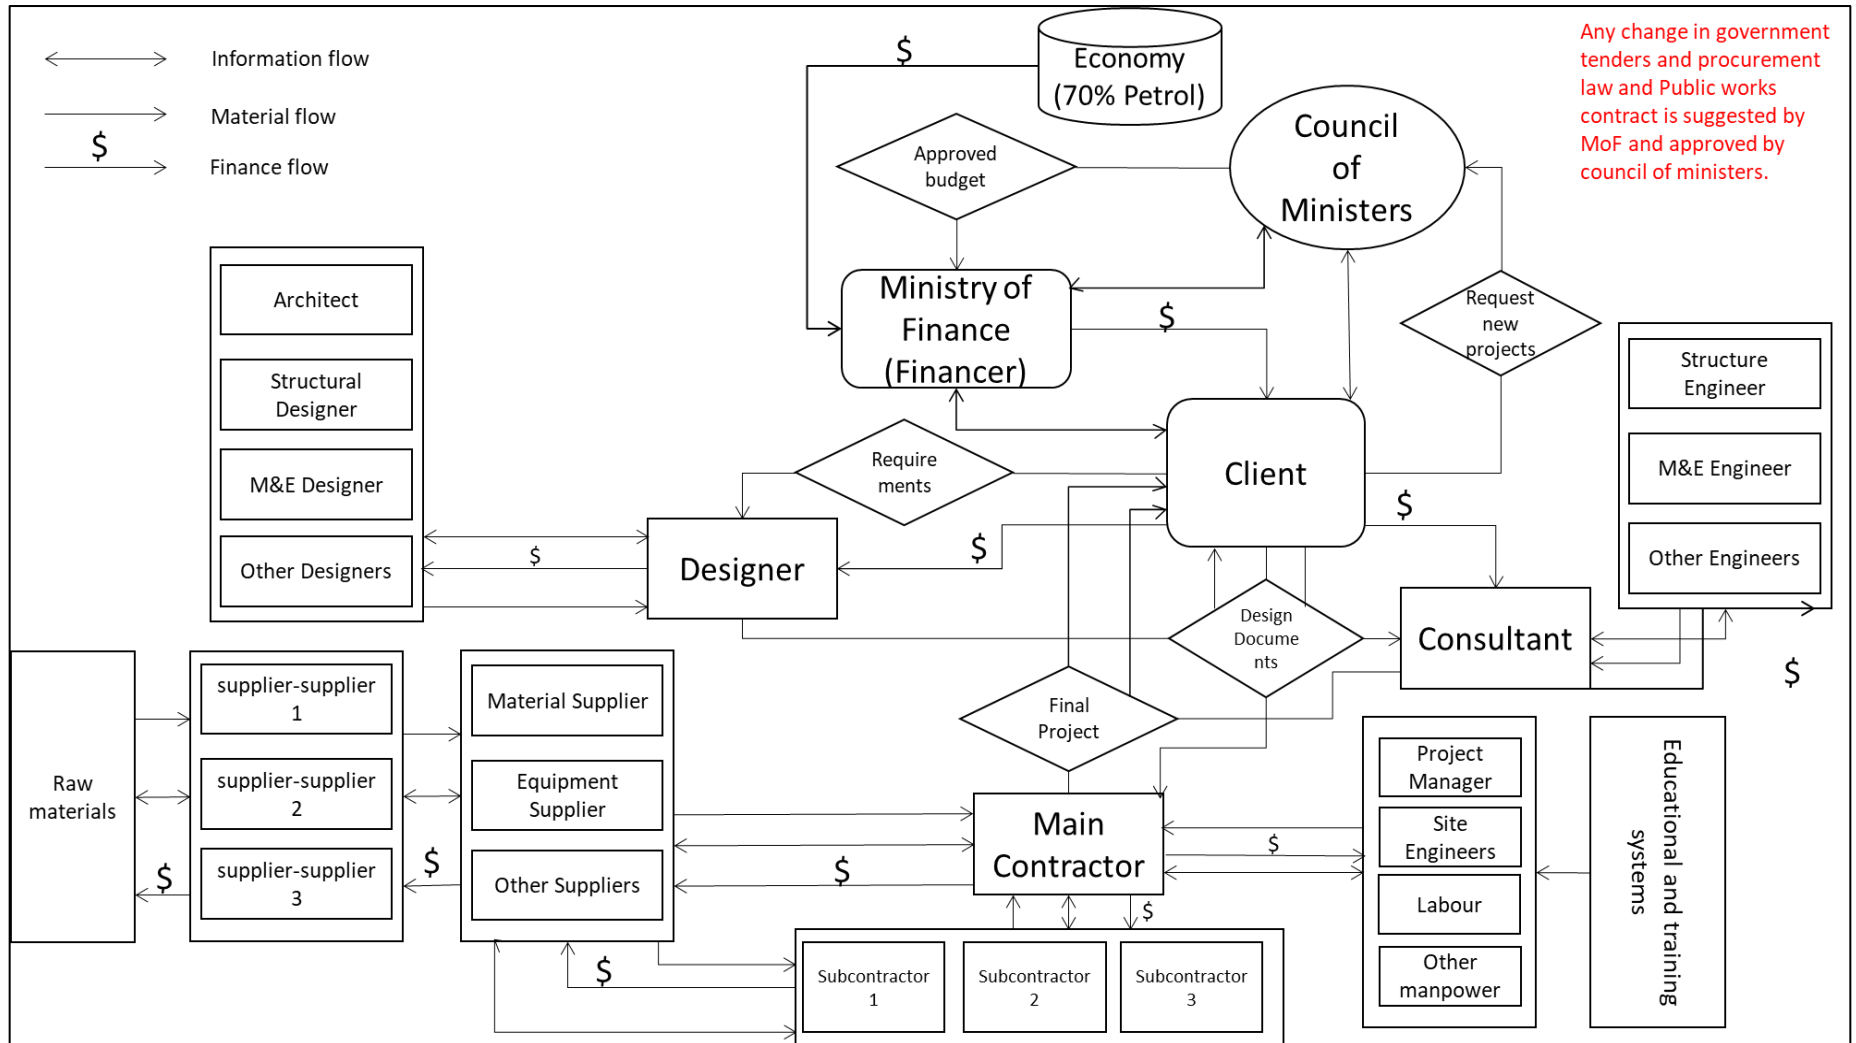 Information flow
Material flow
$
Finance flow
$
Economy
(70% Petrol)
Any change in government
tenders and procurement
law and Public works
contract is suggested by
MoF and approved by
council of ministers.
Approved
budget
Council
of
Ministers
Ministry of
Finance
(Financer)
$
Request
new
projects
Architect
Structural
Designer
M&E Designer
Other Designers
Structure
Engineer
M&E Engineer
Other Engineers
Require
ments
Client
$
$
$
Designer
Design
Docume
nts
Consultant
$
Raw
materials
supplier-supplier
1
supplier-supplier
2
supplier-supplier
3
$
$
Material Supplier
Equipment
Supplier
Other Suppliers
Final
Project
Main
Contractor
$
$
$
Project
Manager
Site
Engineers
Labour
Other
manpower
Educational and training
systems
$
Subcontractor
1
Subcontractor
2
Subcontractor
3